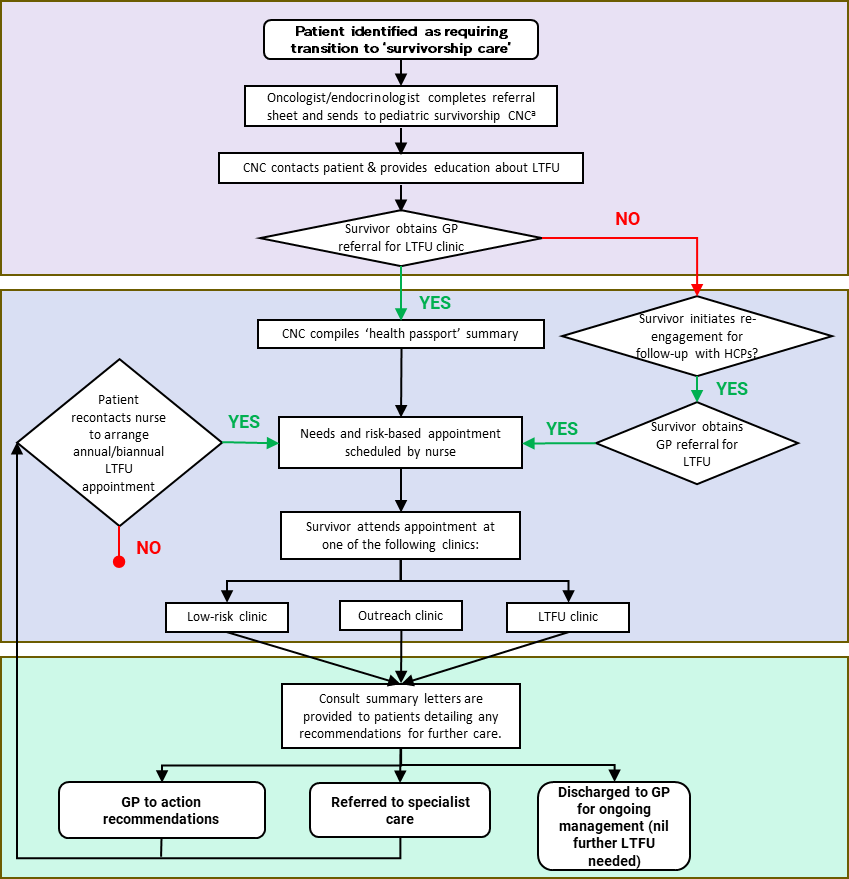 Patient identified as requiring
transition to 'survivorship care'
Oncologist/endocrinologist completes referral
sheet and sends to pediatric survivorship CNCᵃ
CNC contacts patient & provides education about LTFU
Survivor obtains GP
referral for LTFU clinic
NO
YES
CNC compiles 'health passport' summary
Survivor initiates re-
engagement for
follow-up with HCPs?
YES
Patient
recontacts nurse
to arrange
annual/biannual
LTFU
appointment
YES
NO
Needs and risk-based appointment
scheduled by nurse
YES
Survivor obtains
GP referral for
LTFU
Survivor attends appointment at
one of the following clinics:
Low-risk clinic
Outreach clinic
LTFU clinic
Consult summary letters are
provided to patients detailing any
recommendations for further care.
GP to action
recommendations
Referred to specialist
care
Discharged to GP
for ongoing
management (nil
further LTFU
needed)